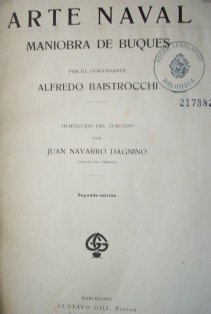 ARTE NAVAL
MANIOBRA DE BUQUES
POR EL COMANDANTE
ALFREDO BAISTROCCHI
BIBLIOTECA
TRADUCCIÓN DEL ITALIANO
POR
JUAN NAVARRO DAGNINO
Segunda edición
BARCELONA
GUSTAVO GILI, Editor